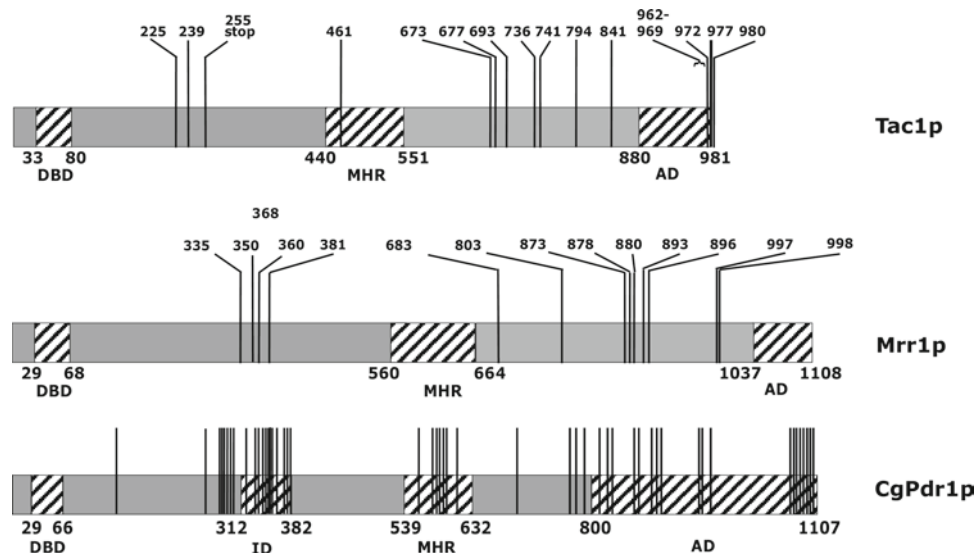 255 962-
225 239 stop 461 673 677 693 736 741 794 841 969 972 977 980
Tac1p
33 80 440 551 880 981
DBD MHR AD
368
335 350 360 381 683 803 873 878 880 893 896 997 998
Mrr1p
29 68 560 664 1037 1108
DBD MHR AD
CgPdr1p
29 66 312 382 539 632 800 1107
DBD ID MHR AD